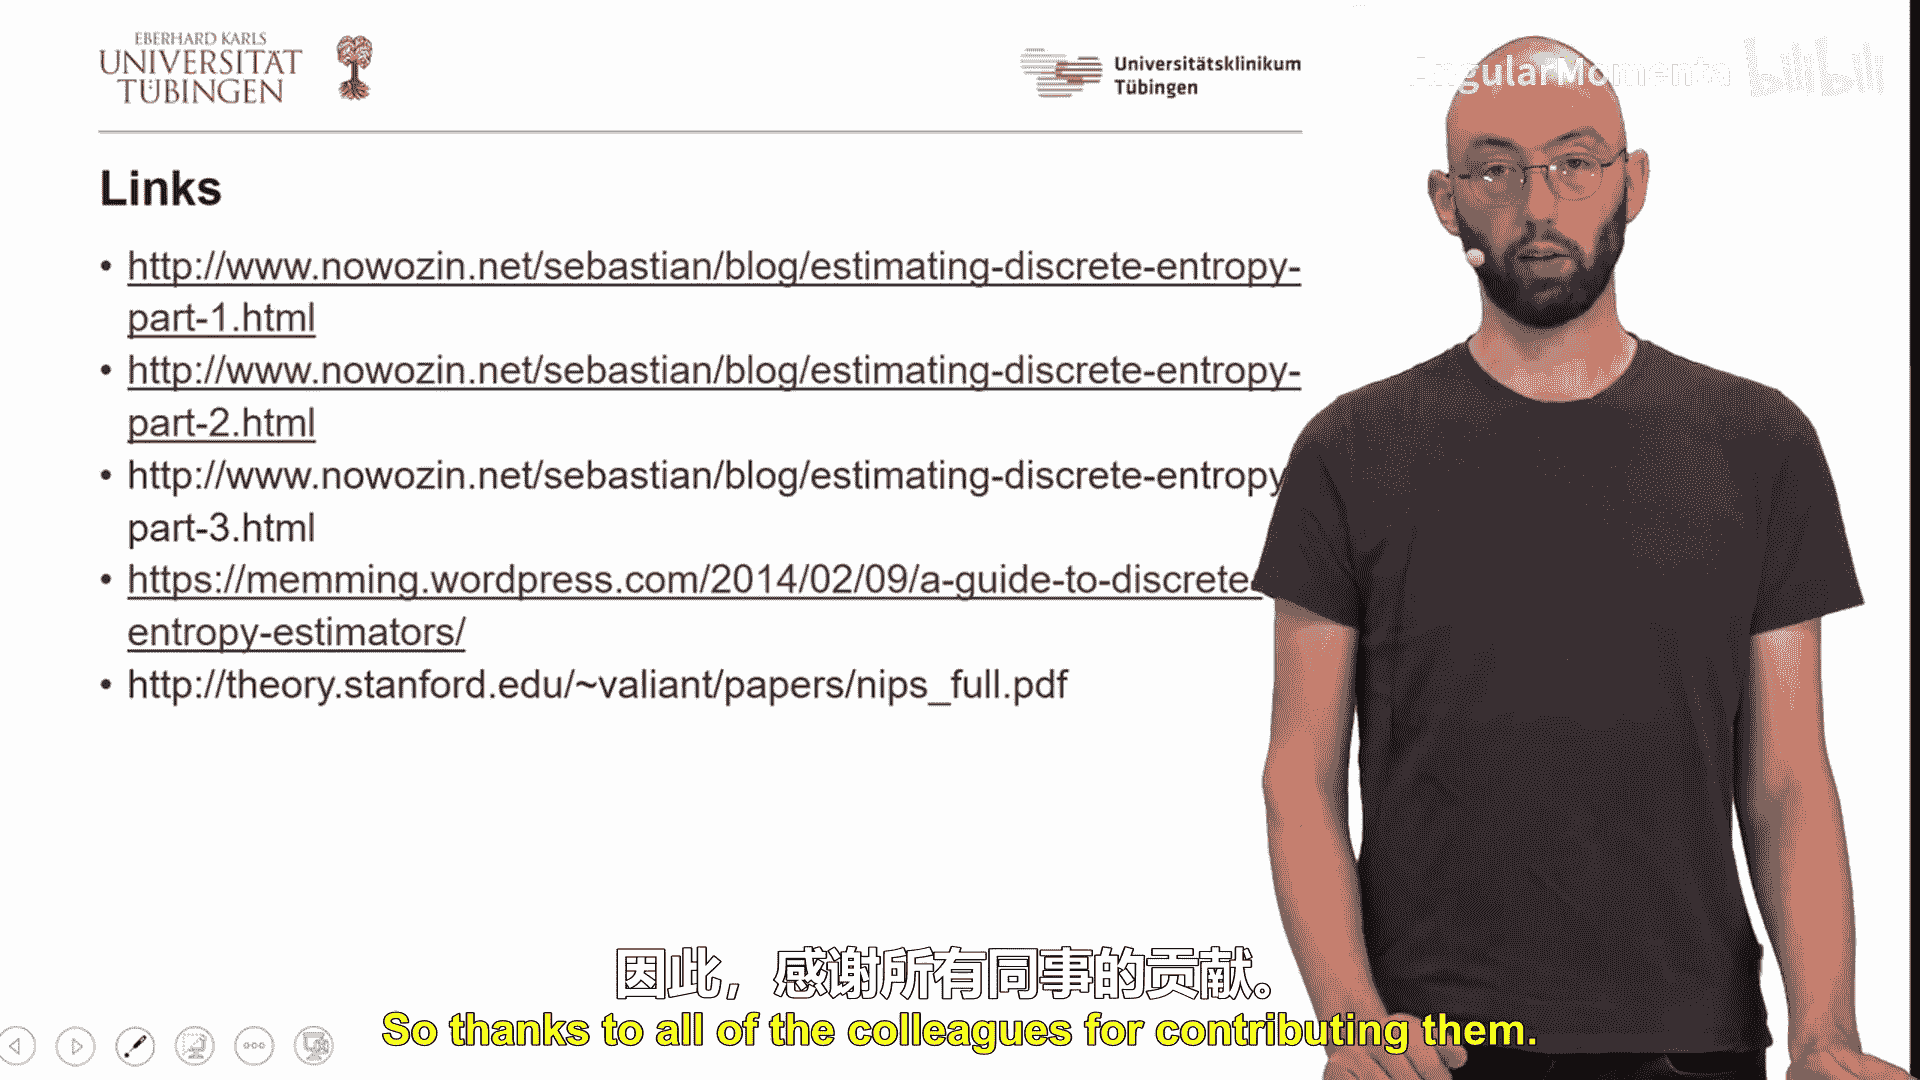 EBERHARD KARLS
UNIVERSITÄT
TÜBINGEN
Universitätsklinikum
Tübingen
AngularMomenta bilibili
Links
• http://www.nowozin.net/sebastian/blog/estimating-discrete-entropy-
part-1.html
• http://www.nowozin.net/sebastian/blog/estimating-discrete-entropy-
part-2.html
• http://www.nowozin.net/sebastian/blog/estimating-discrete-entropy
part-3.html
• https://memming.wordpress.com/2014/02/09/a-guide-to-discrete-
entropy-estimators/
• http://theory.stanford.edu/~valiant/papers/nips_full.pdf
因此，感谢所有同事的贡献。
So thanks to all of the colleagues for contributing them.